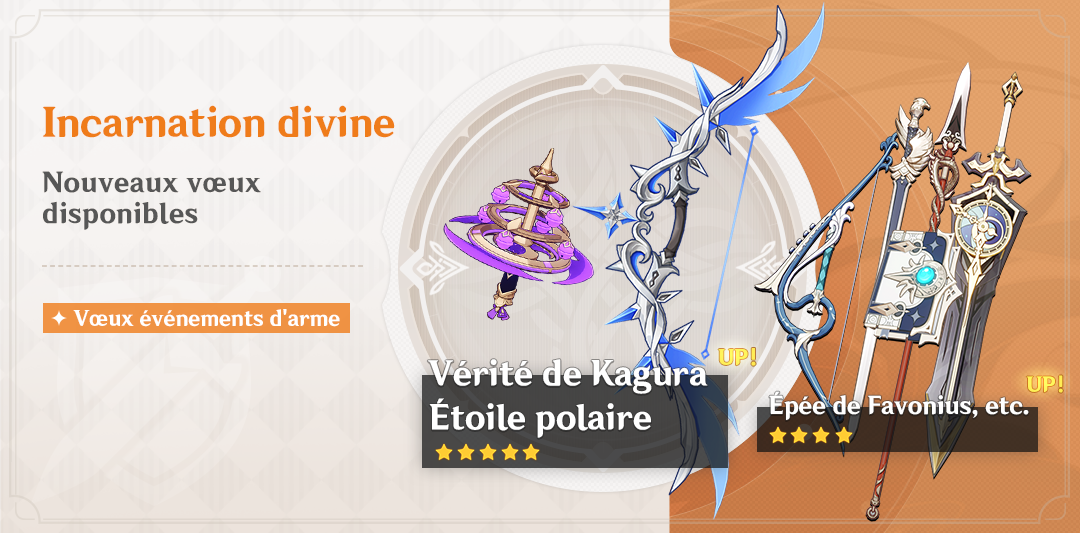 Incarnation divine
Nouveaux vœux
disponibles
✦ Vœux événements d'arme
Vérité de Kagura
Étoile polaire
UP!
Épée de Favonius, etc.
UP!